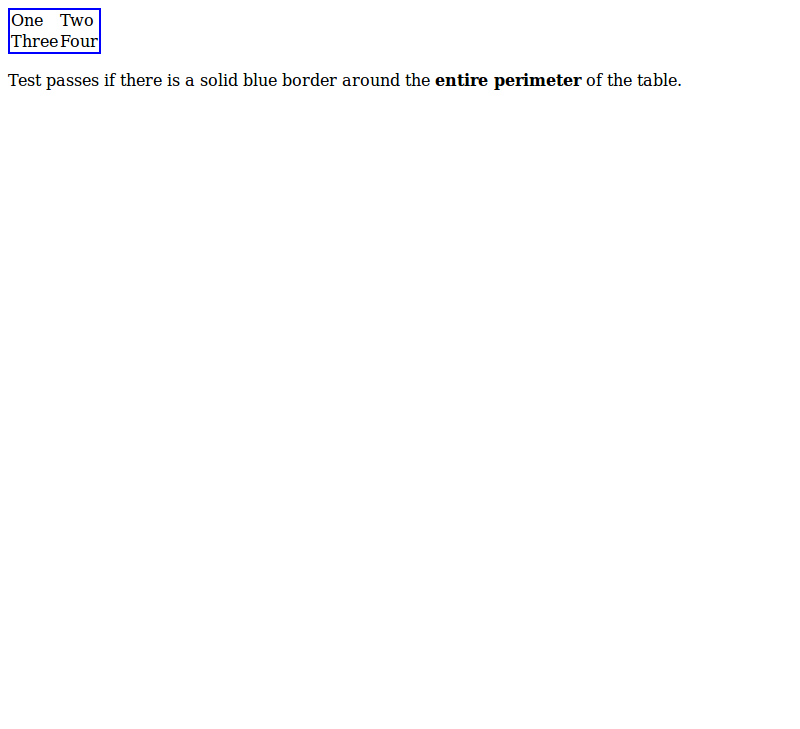 One Two
Three Four
Test passes if there is a solid blue border around the entire perimeter of the table.